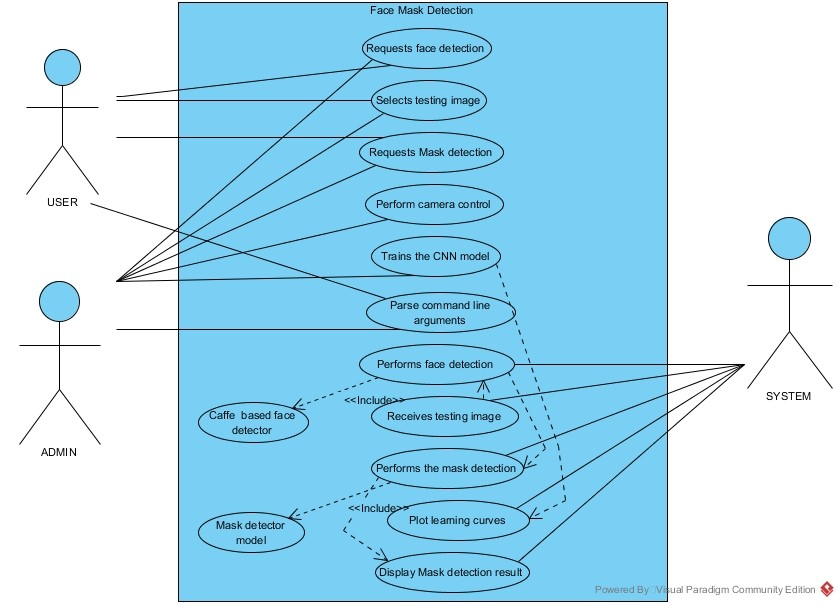 Face Mask Detection
Requests face detection
Selects testing image
Requests Mask detection
USER
Perform camera control
Trains the CNN model
Parse command line
arguments
Performs face detection
SYSTEM
<<Include>>
Caffe based face
detector
Receives testing image
ADMIN
Performs the mask detection
<<Include>>
Plot learning curves
Mask detector
model
Display Mask detection result
Powered By Visual Paradigm Community Edition